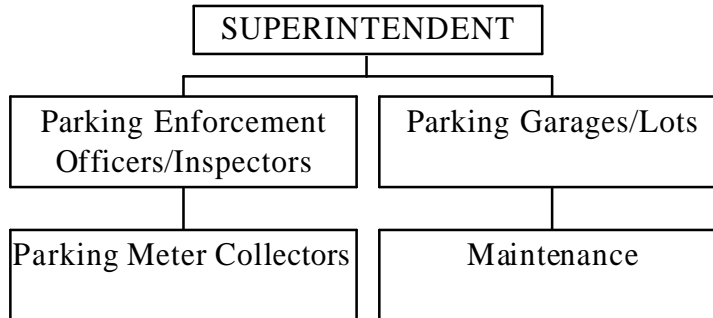 SUPERINTENDENT
Parking Enforcement
Officers/Inspectors
Parking Garages/Lots
Parking Meter Collectors
Maintenance